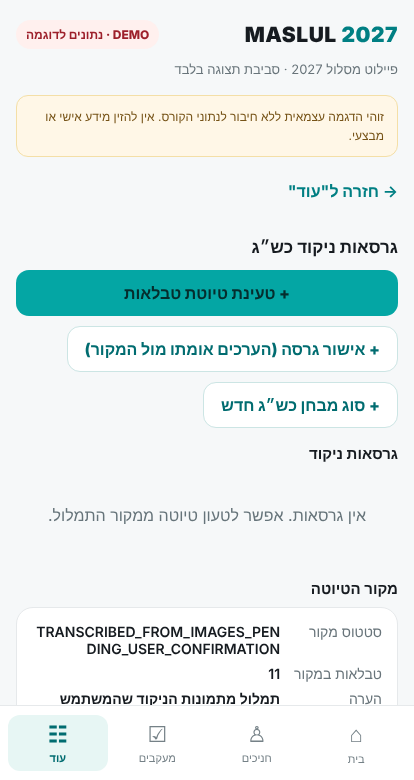 MASLUL 2027
DEMO · נתונים לדוגמה
פיילוט מסלול 2027 · סביבת תצוגה בלבד
זוהי הדגמה עצמאית ללא חיבור לנתוני הקורס. אין להזין מידע אישי או
מבצעי.
→ חזרה ל"עוד"
גרסאות ניקוד כש״ג
+ טעינת טיוטת טבלאות
+ אישור גרסה (הערכים אומתו מול המקור)
+ סוג מבחן כש״ג חדש
גרסאות ניקוד
אין גרסאות. אפשר לטעון טיוטה ממקור התמלול.
מקור הטיוטה
סטטוס מקור TRANSCRIBED_FROM_IMAGES_PEN
DING_USER_CONFIRMATION
טבלאות במקור 11
הערה תמלול מתמונות הניקוד שהמשתמש
בית
חניכים
מעקבים
עוד